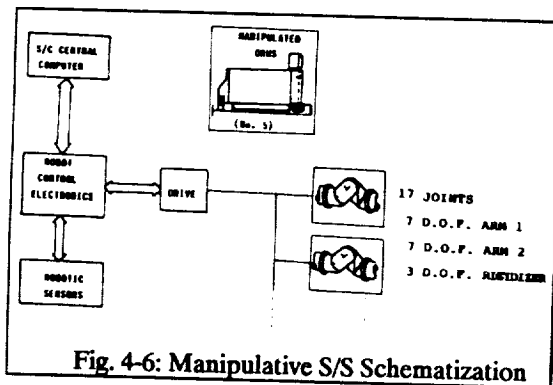 S/C CENTRAL
COMPUTER
MANIPULATED
ORUS
(No. 5)
ROBOT
CONTROL
ELECTRONICS
DRIVE
ROBOTIC
SENSORS
17 JOINTS
7 D.O.F. ARM 1
7 D.O.F. ARM 2
3 D.O.F. RIGIDIZER
Fig. 4-6: Manipulative S/S Schematization